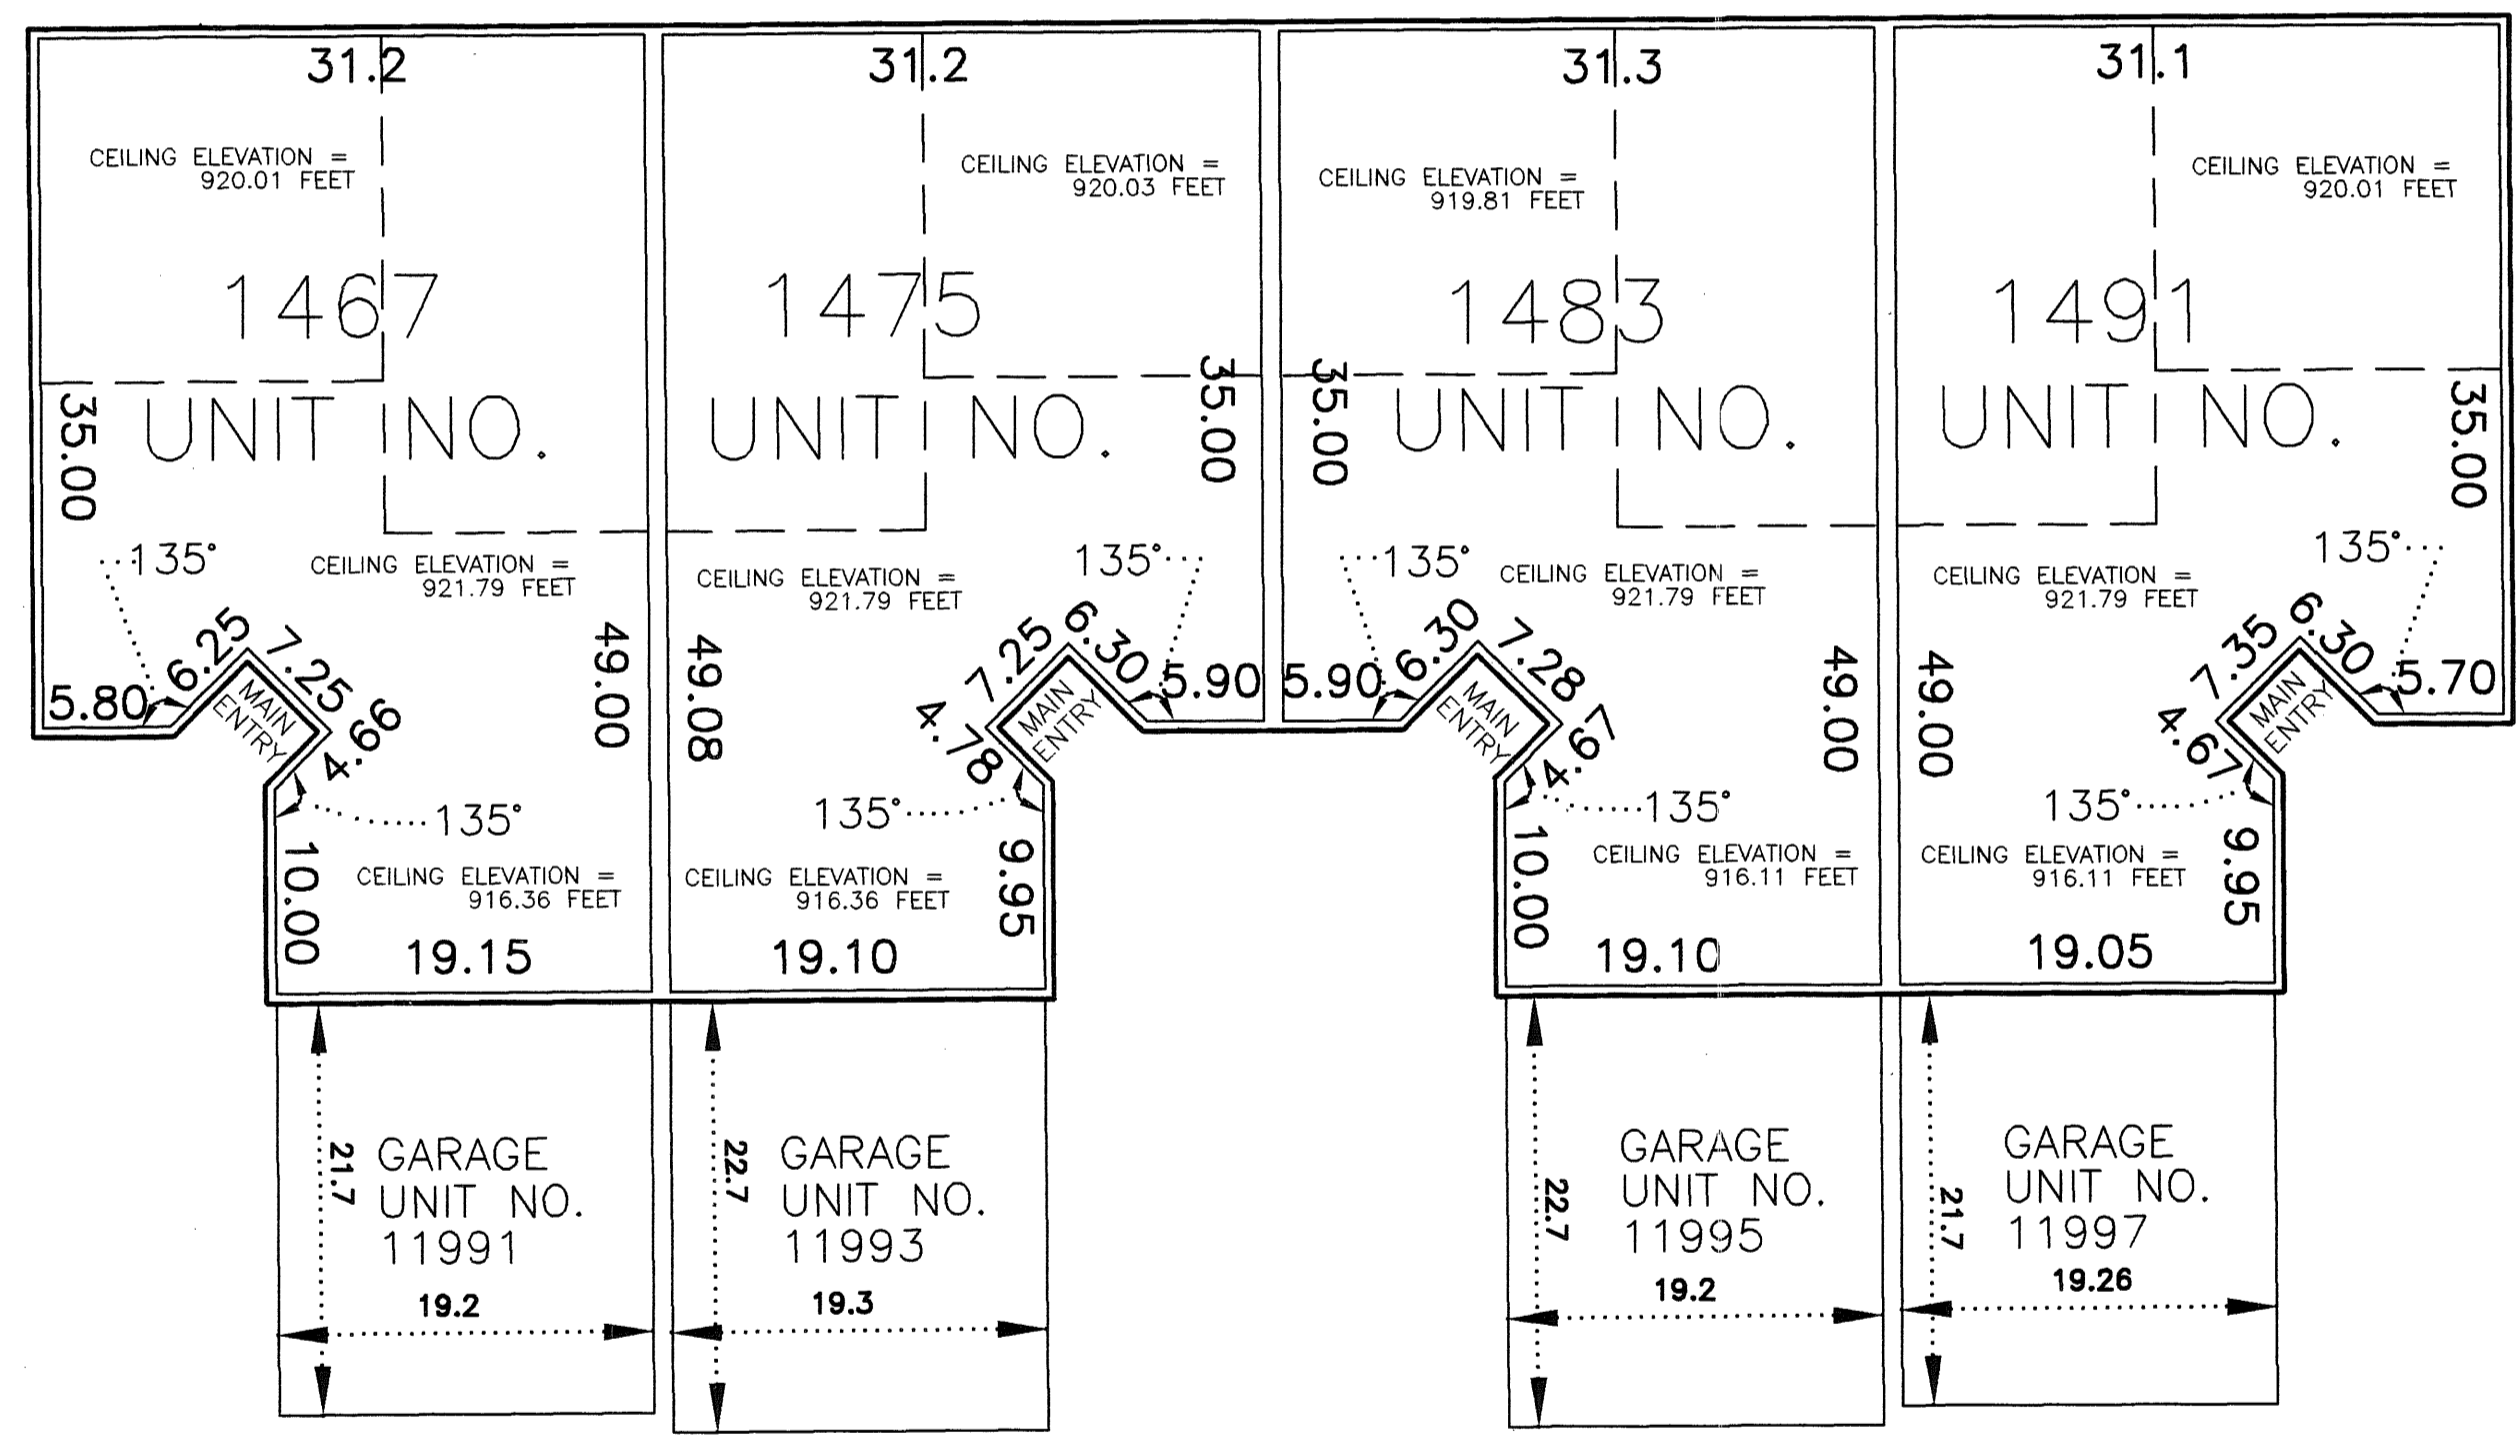 31.2
CEILING ELEVATION =
920.01 FEET
1467
UNIT NO.
35.00
135°
CEILING ELEVATION =
921.79 FEET
5.80
6.25
7.25
4.69
MAIN
ENTRY
49.00
135°
10.00
CEILING ELEVATION =
916.36 FEET
19.15
31.2
CEILING ELEVATION =
920.03 FEET
1475
UNIT NO.
35.00
135°
CEILING ELEVATION =
921.79 FEET
49.08
7.25
6.30
5.90
4.78
MAIN
ENTRY
135°
9.95
CEILING ELEVATION =
916.36 FEET
19.10
31.3
CEILING ELEVATION =
919.81 FEET
1483
UNIT NO.
35.00
135°
CEILING ELEVATION =
921.79 FEET
5.90
6.30
7.28
4.67
MAIN
ENTRY
49.00
135°
10.00
CEILING ELEVATION =
916.11 FEET
19.10
31.1
CEILING ELEVATION =
920.01 FEET
1491
UNIT NO.
35.00
135°
CEILING ELEVATION =
921.79 FEET
49.00
7.35
6.30
5.70
4.67
MAIN
ENTRY
135°
9.95
CEILING ELEVATION =
916.11 FEET
19.05
21.7
GARAGE
UNIT NO.
11991
19.2
22.7
GARAGE
UNIT NO.
11993
19.3
22.7
GARAGE
UNIT NO.
11995
19.2
21.7
GARAGE
UNIT NO.
11997
19.26